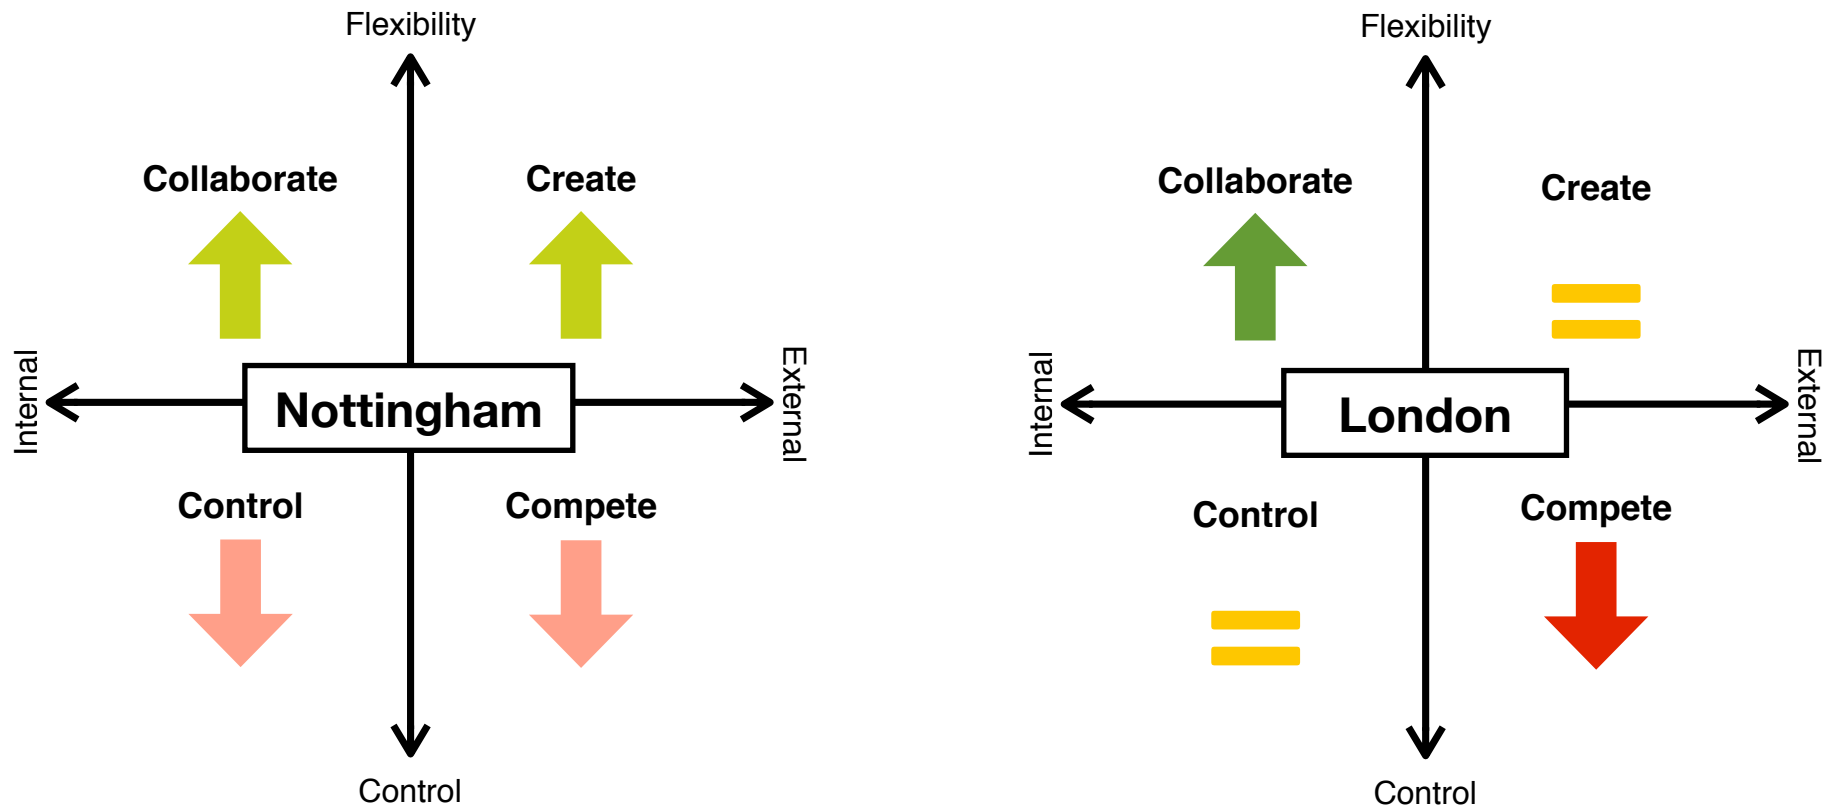 Flexibility
Collaborate
Create
Internal
Nottingham
External
Control
Compete
Control
Flexibility
Collaborate
Create
Internal
London
External
Control
Compete
Control